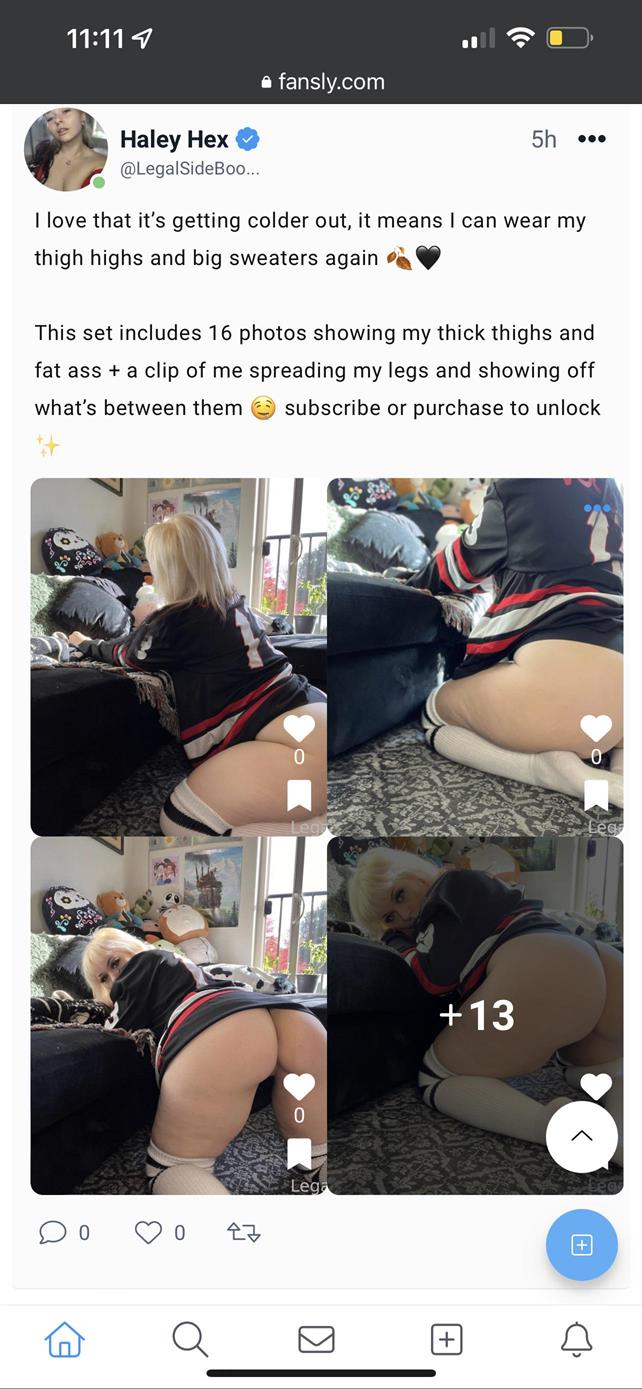 11:11
fansly.com
Haley Hex
5h
@LegalSideBoo...
I love that it’s getting colder out, it means I can wear my
thigh highs and big sweaters again 🍂🖤
This set includes 16 photos showing my thick thighs and
fat ass + a clip of me spreading my legs and showing off
what’s between them 🤤 subscribe or purchase to unlock
✨
0
0
Lega
Lega
+13
0
Lega
Lega
0
0